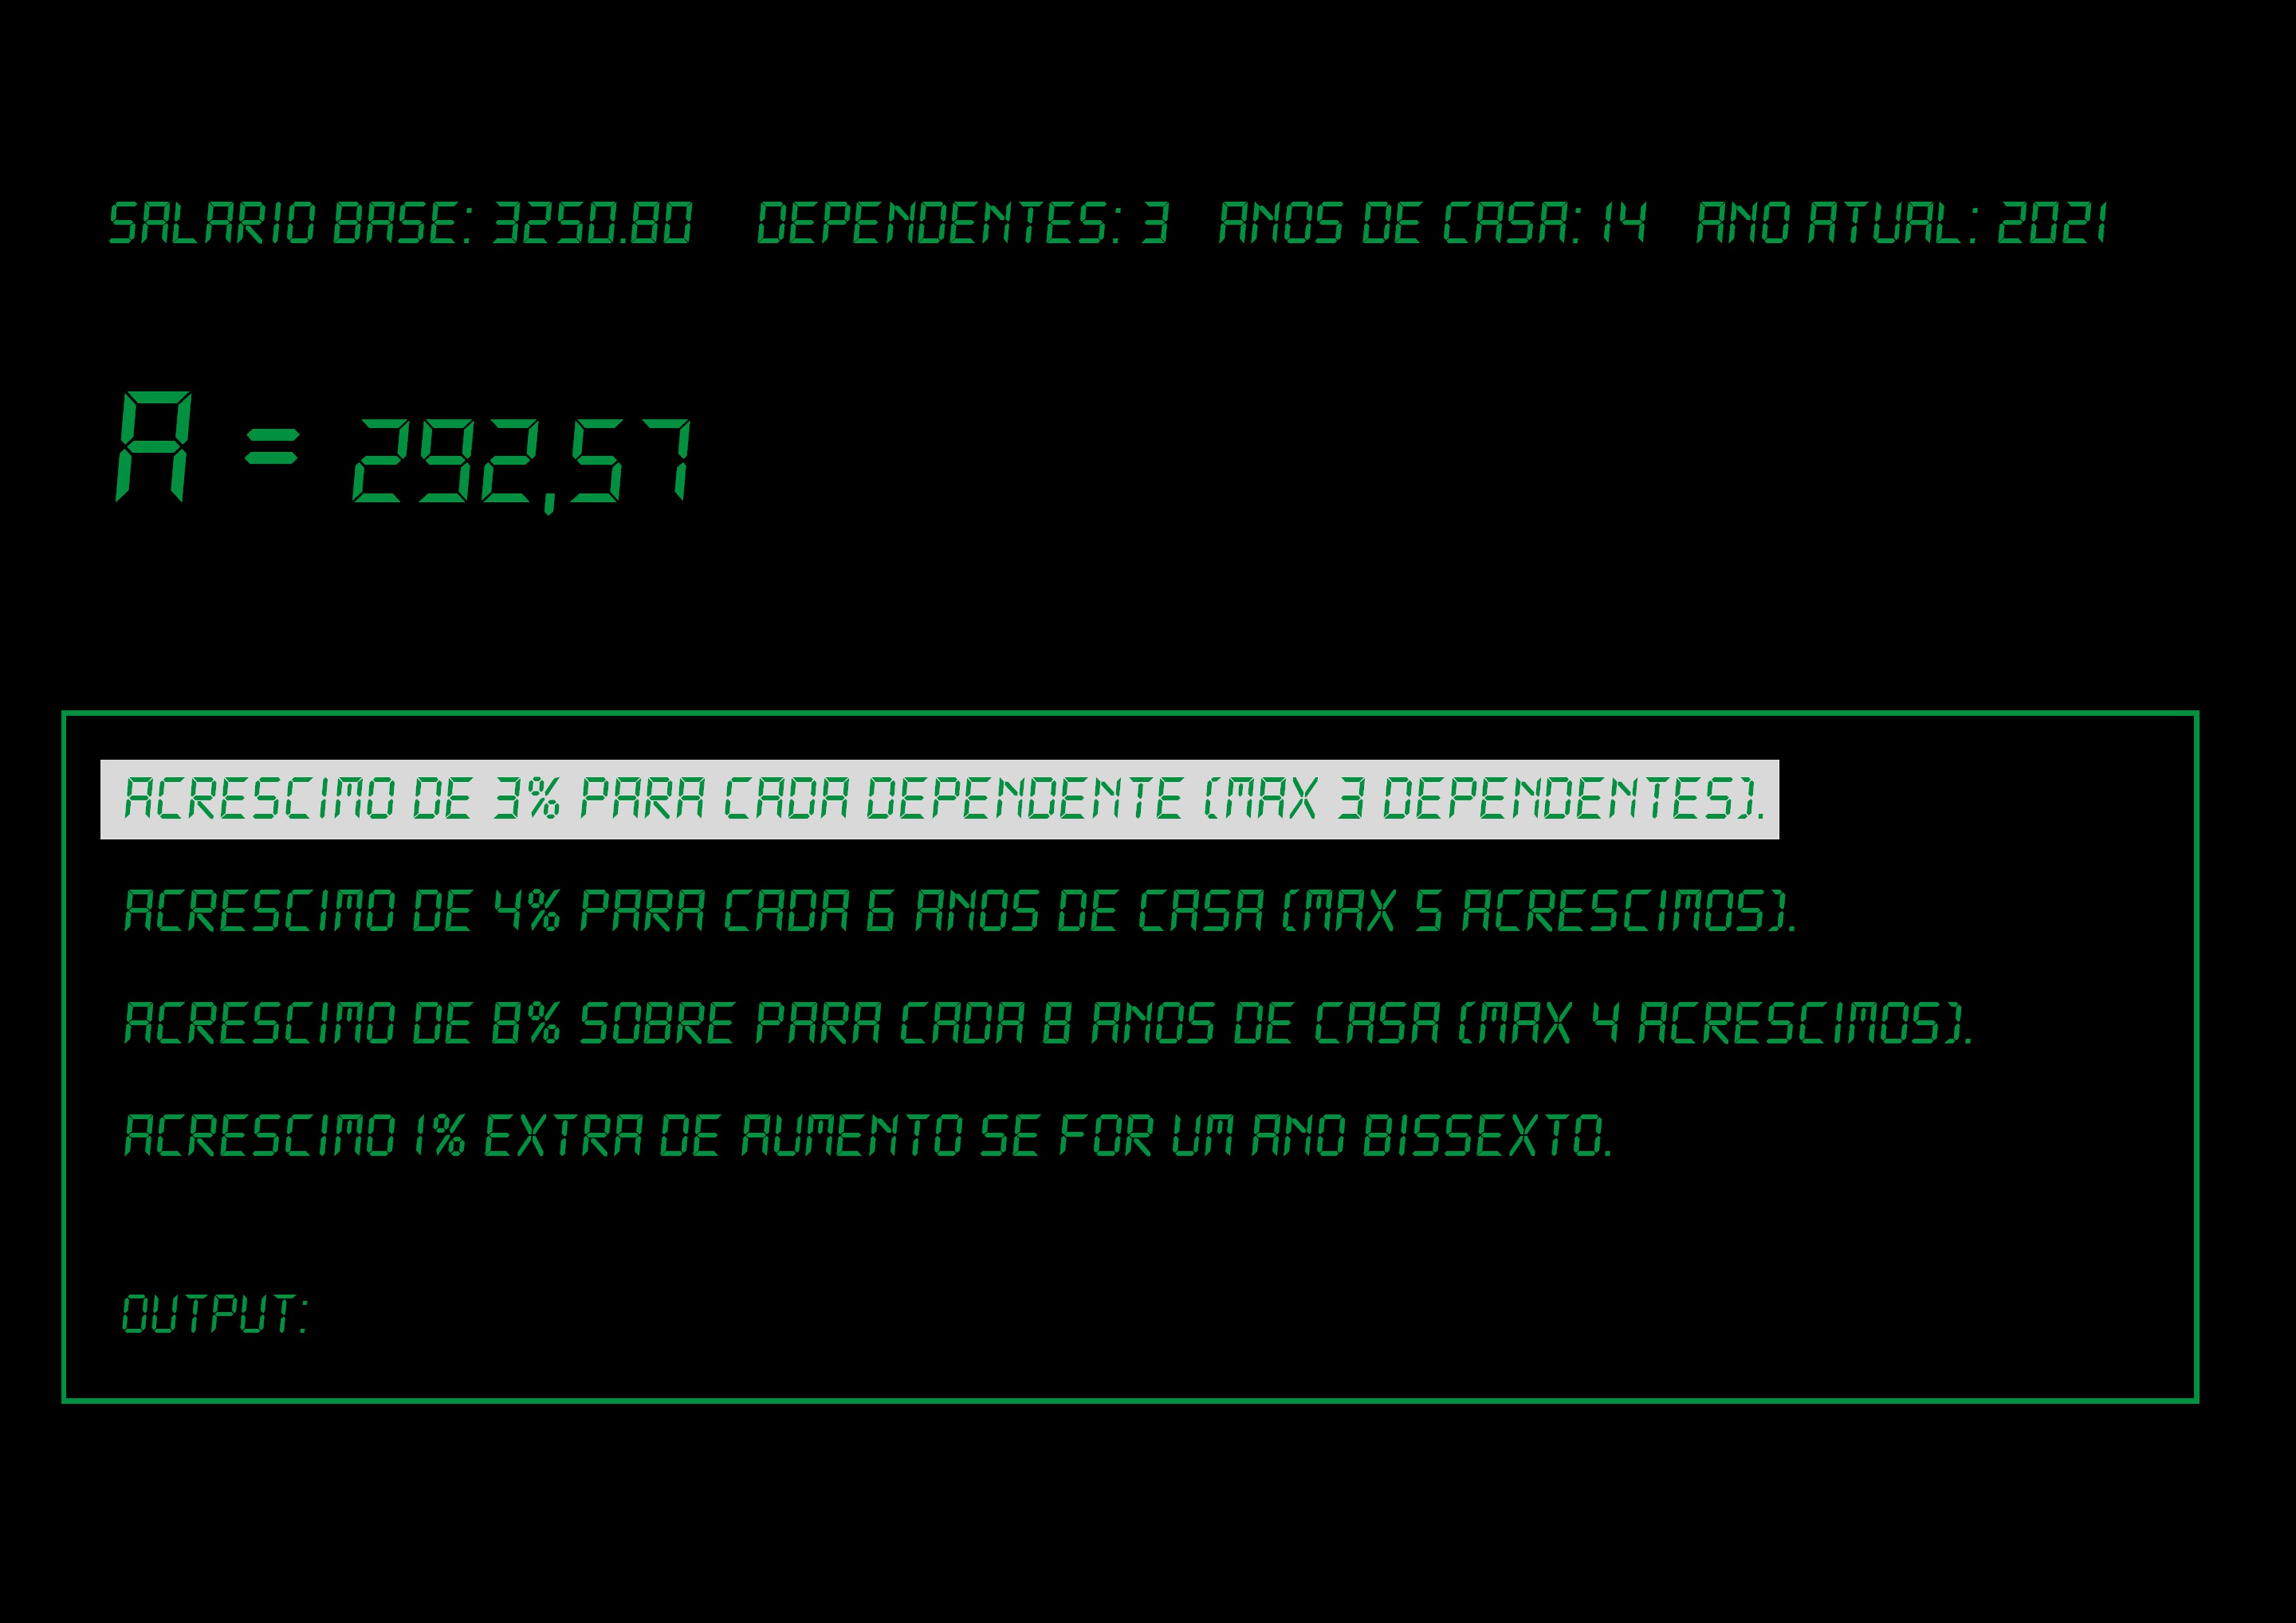 SALARIO BASE: 3250.80 DEPENDENTES: 3 ANOS DE CASA: 14 ANO ATUAL: 2021
A = 292,57
ACRESCIMO DE 3% PARA CADA DEPENDENTE (MAX 3 DEPENDENTES).
ACRESCIMO DE 4% PARA CADA 6 ANOS DE CASA (MAX 5 ACRESCIMOS).
ACRESCIMO DE 8% SOBRE PARA CADA 8 ANOS DE CASA (MAX 4 ACRESCIMOS).
ACRESCIMO 1% EXTRA DE AUMENTO SE FOR UM ANO BISSEXTO.
OUTPUT: